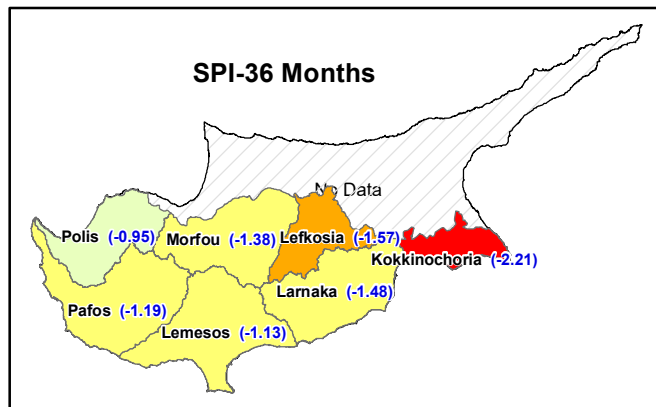 SPI-36 Months
No Data
Polis (-0.95)
Morfou (-1.38)
Lefkosia (-1.57)
Kokkinochoria (-2.21)
Pafos (-1.19)
Larnaka (-1.48)
Lemesos (-1.13)